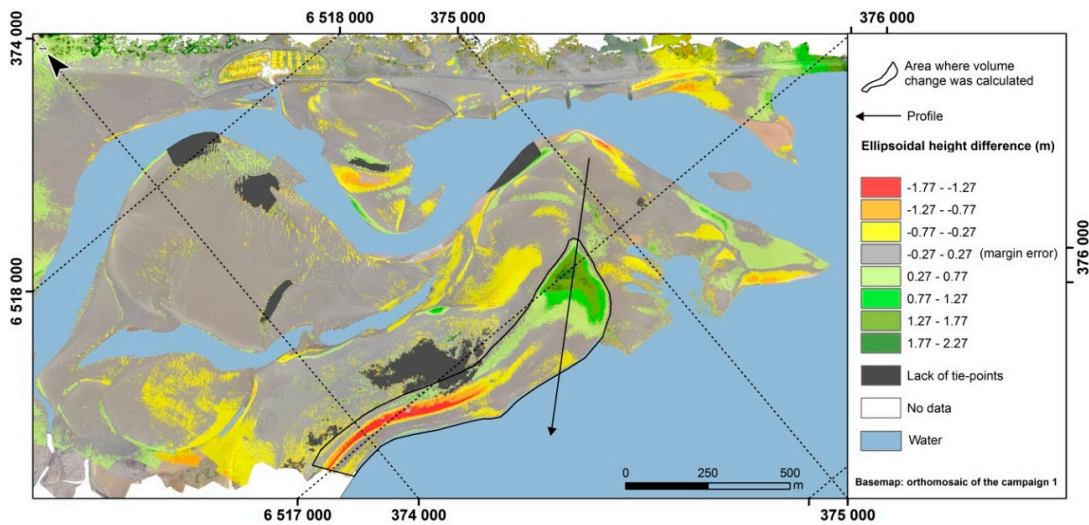 6 518 000
375 000
376 000
374 000
Area where volume
change was calculated
Profile
Ellipsoidal height difference (m)
-1.77 - -1.27
-1.27 - -0.77
-0.77 - -0.27
-0.27 - 0.27 (margin error)
0.27 - 0.77
0.77 - 1.27
1.27 - 1.77
1.77 - 2.27
Lack of tie-points
No data
Water
Basemap: orthomosaic of the campaign 1
376 000
6 518 000
0 250 500
m
6 517 000
374 000
375 000